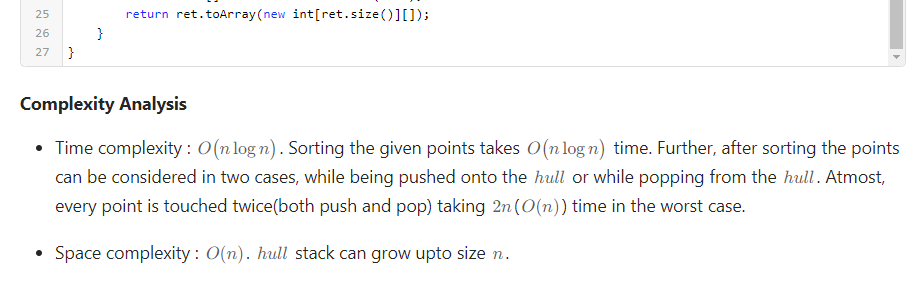 25 return ret.toArray(new int[ret.size()][]);
26 }
27 }
Complexity Analysis
• Time complexity : O(n log n). Sorting the given points takes O(n log n) time. Further, after sorting the points
can be considered in two cases, while being pushed onto the hull or while popping from the hull. Atmost,
every point is touched twice(both push and pop) taking 2n(O(n)) time in the worst case.
• Space complexity : O(n). hull stack can grow upto size n.